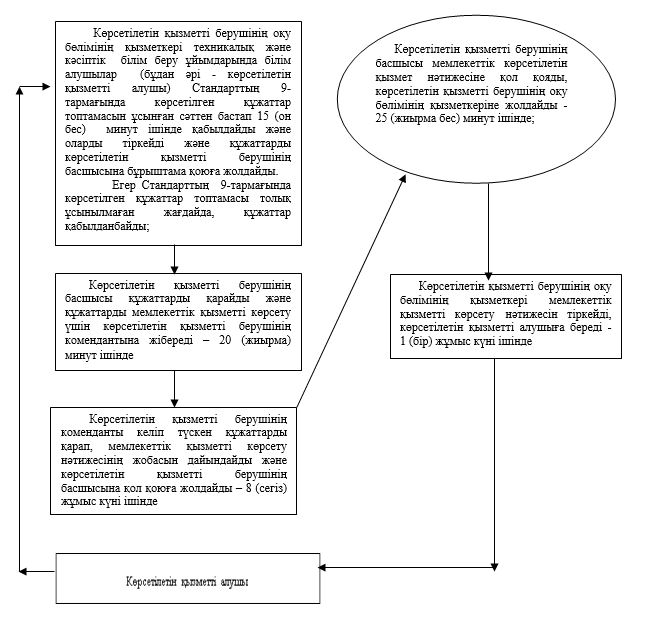 Көрсетілетін қызметті берушінің оқу
бөлімінің қызметкері техникалық және
кәсіптік білім беру ұйымдарында білім
алушылар (бұдан әрі - көрсетілетін
қызметті алушы) Стандарттың 9-
тармағында көрсетілген құжаттар
топтамасын ұсынған сәттен бастап 15 (он
бес) минут ішінде қабылдайды және
оларды тіркейді және құжаттарды
көрсетілетін қызметті берушінің
басшысына бұрыштама қоюға жолдайды.
Егер Стандарттың 9-тармағында
көрсетілген құжаттар топтамасы толық
ұсынылмаған жағдайда, құжаттар
қабылданбайды;
Көрсетілетін қызметті берушінің
басшысы құжаттарды қарайды және
құжаттарды мемлекеттік қызметті көрсету
үшін көрсетілетін қызметті берушінің
комендантына жібереді – 20 (жиырма)
минут ішінде
Көрсетілетін қызметті берушінің
коменданты келіп түскен құжаттарды
қарап, мемлекеттік қызметті көрсету
нәтижесінің жобасын дайындайды және
көрсетілетін қызметті берушінің
басшысына қол қоюға жолдайды – 8 (сегіз)
жұмыс күні ішінде
Көрсетілетін қызметті берушінің
басшысы мемлекеттік көрсетілетін
қызмет нәтижесіне қол қояды,
көрсетілетін қызметті берушінің оқу
бөлімінің қызметкеріне жолдайды -
25 (жиырма бес) минут ішінде;
Көрсетілетін қызметті берушінің оқу
бөлімінің қызметкері мемлекеттік
қызметті көрсету нәтижесін тіркейді,
көрсетілетін қызметті алушыға береді -
1 (бір) жұмыс күні ішінде
Көрсетілетін қызметті алушы